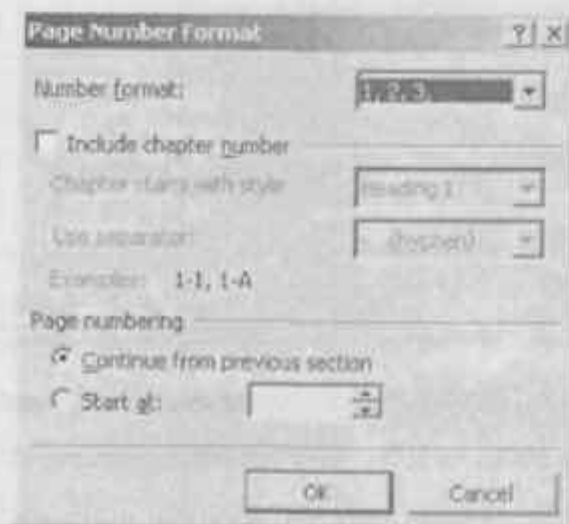 Page Number Format ? ×
Number format: 1, 2, 3,
Include chapter number
Chapter starts with style Heading 1
Use separator: - (hyphen)
Examples: 1-1, 1-A
Page numbering
Continue from previous section
Start at:
OK Cancel